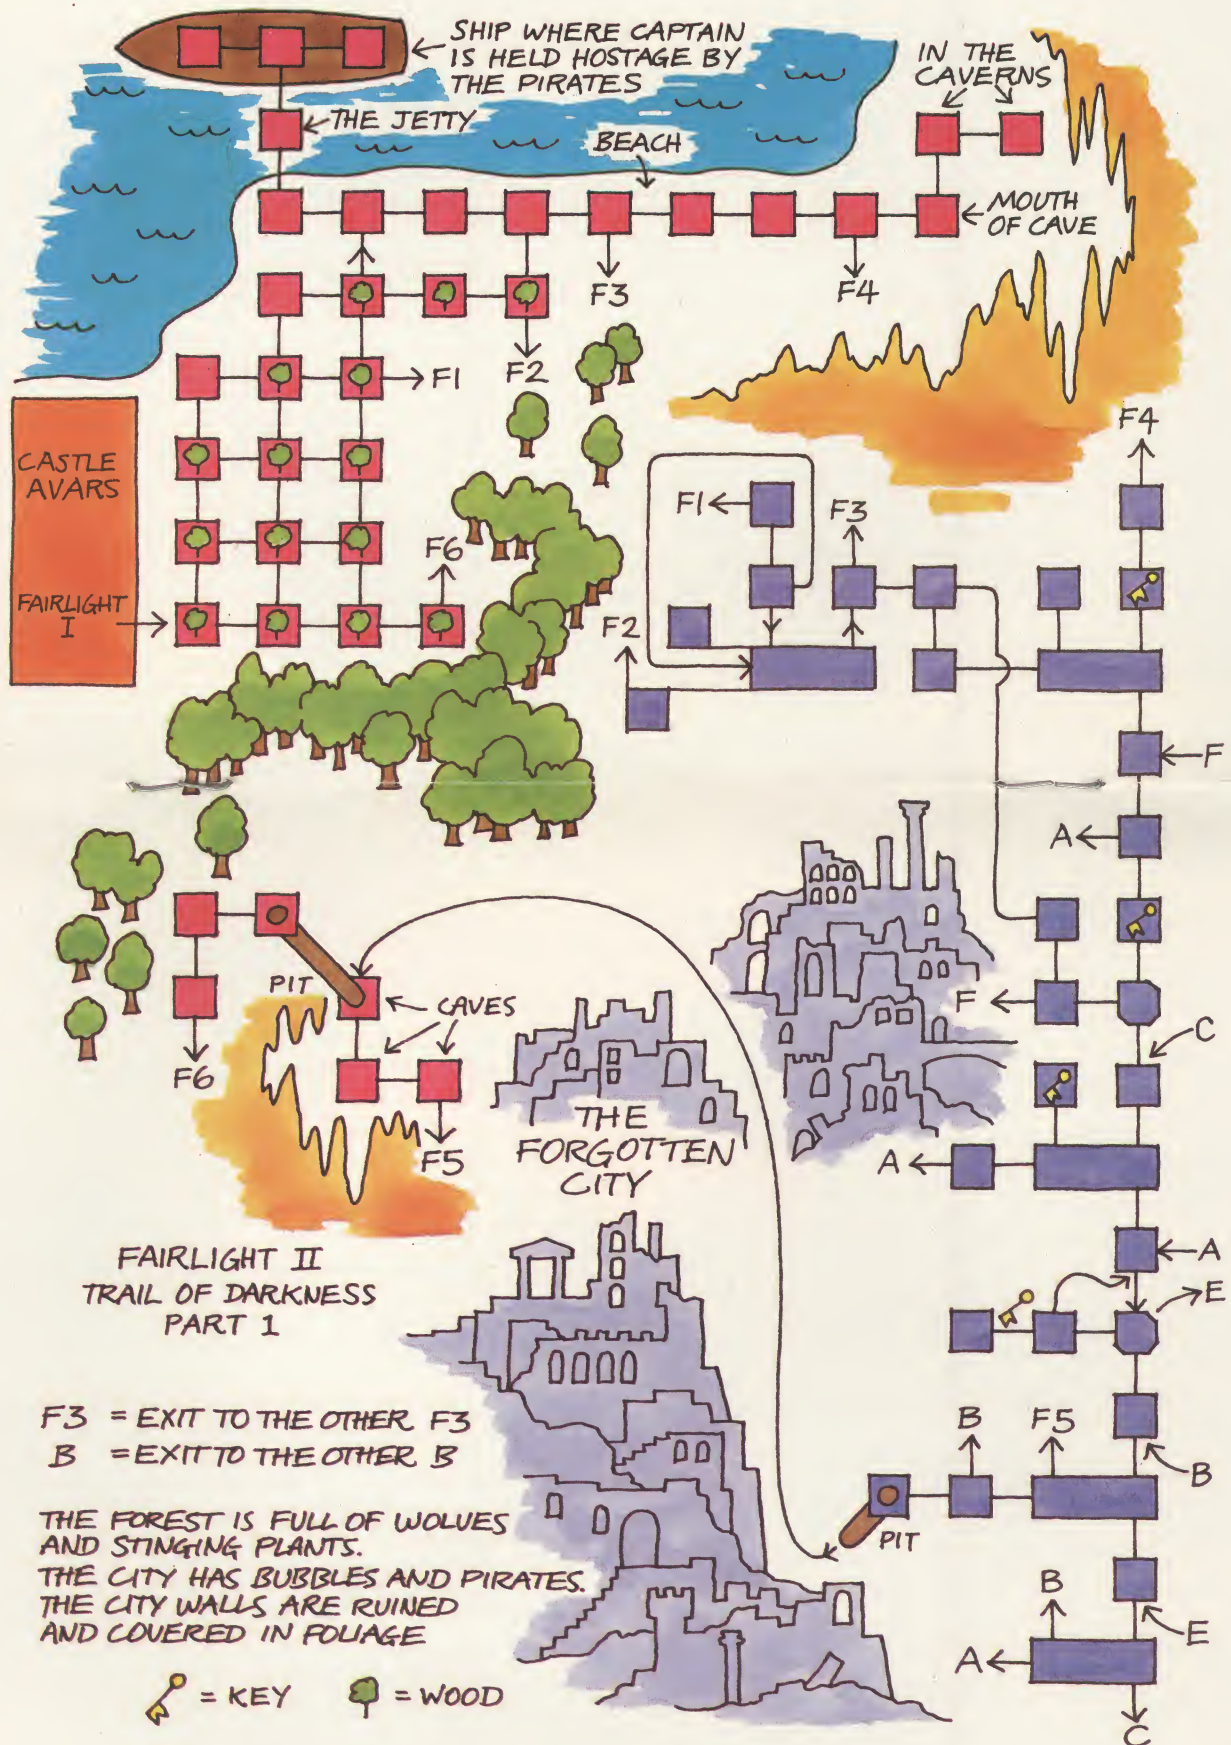 SHIP WHERE CAPTAIN
IS HELD HOSTAGE BY
THE PIRATES
IN THE
CAVERNS
THE JETTY
BEACH
MOUTH
OF CAVE
F3
F4
F1
F2
CASTLE
AVARS
FAIRLIGHT
I
F6
F4
F1
F3
F2
F
A
F
C
PIT
CAVES
F6
F5
THE
FORGOTTEN
CITY
A
A
E
FAIRLIGHT II
TRAIL OF DARKNESS
PART 1
F3 = EXIT TO THE OTHER F3
B = EXIT TO THE OTHER B
B
F5
B
PIT
THE FOREST IS FULL OF WOLVES
AND STINGING PLANTS.
THE CITY HAS BUBBLES AND PIRATES.
THE CITY WALLS ARE RUINED
AND COVERED IN FOLIAGE
B
E
A
C
= KEY
= WOOD